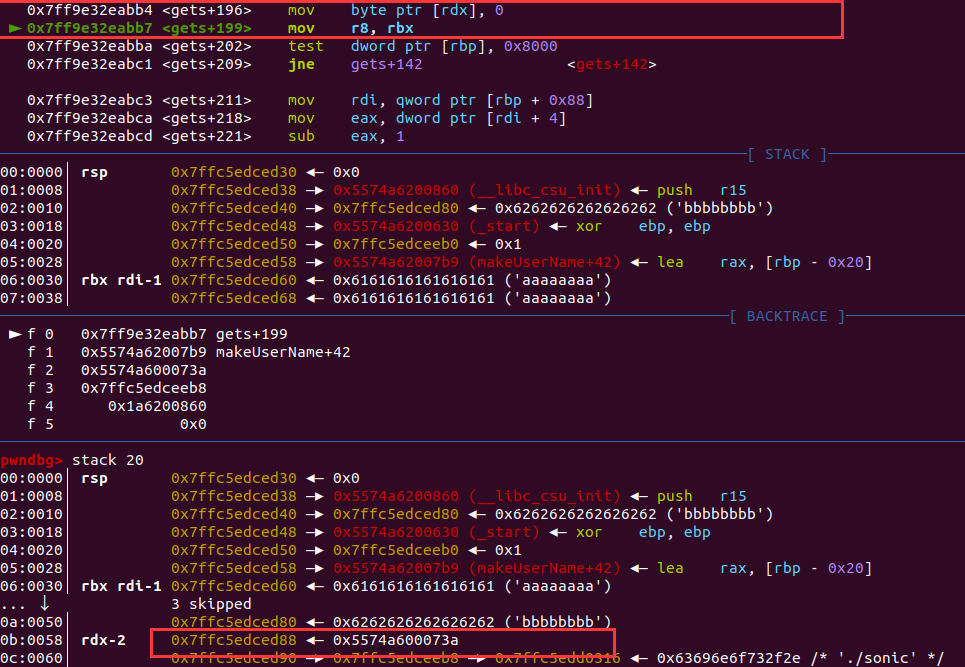 0x7ff9e32eabb4 <gets+196> mov byte ptr [rdx], 0
► 0x7ff9e32eabb7 <gets+199> mov r8, rbx
0x7ff9e32eabba <gets+202> test dword ptr [rbp], 0x8000
0x7ff9e32eabc1 <gets+209> jne gets+142 <gets+142>
0x7ff9e32eabc3 <gets+211> mov rdi, qword ptr [rbp + 0x88]
0x7ff9e32eabca <gets+218> mov eax, dword ptr [rdi + 4]
0x7ff9e32eabcd <gets+221> sub eax, 1
[ STACK ]
00:0000│ rsp 0x7ffc5edced30 ◂— 0x0
01:0008│ 0x7ffc5edced38 —▸ 0x5574a6200860 (__libc_csu_init) ◂— push r15
02:0010│ 0x7ffc5edced40 —▸ 0x7ffc5edced80 ◂— 0x6262626262626262 ('bbbbbbbb')
03:0018│ 0x7ffc5edced48 —▸ 0x5574a6200630 (_start) ◂— xor ebp, ebp
04:0020│ 0x7ffc5edced50 —▸ 0x7ffc5edceeb0 ◂— 0x1
05:0028│ 0x7ffc5edced58 —▸ 0x5574a62007b9 (makeUserName+42) ◂— lea rax, [rbp - 0x20]
06:0030│ rbx rdi-1 0x7ffc5edced60 ◂— 0x6161616161616161 ('aaaaaaaa')
07:0038│ 0x7ffc5edced68 ◂— 0x6161616161616161 ('aaaaaaaa')
[ BACKTRACE ]
► f 0 0x7ff9e32eabb7 gets+199
f 1 0x5574a62007b9 makeUserName+42
f 2 0x5574a600073a
f 3 0x7ffc5edceeb8
f 4 0x1a6200860
f 5 0x0
pwndbg> stack 20
00:0000│ rsp 0x7ffc5edced30 ◂— 0x0
01:0008│ 0x7ffc5edced38 —▸ 0x5574a6200860 (__libc_csu_init) ◂— push r15
02:0010│ 0x7ffc5edced40 —▸ 0x7ffc5edced80 ◂— 0x6262626262626262 ('bbbbbbbb')
03:0018│ 0x7ffc5edced48 —▸ 0x5574a6200630 (_start) ◂— xor ebp, ebp
04:0020│ 0x7ffc5edced50 —▸ 0x7ffc5edceeb0 ◂— 0x1
05:0028│ 0x7ffc5edced58 —▸ 0x5574a62007b9 (makeUserName+42) ◂— lea rax, [rbp - 0x20]
06:0030│ rbx rdi-1 0x7ffc5edced60 ◂— 0x6161616161616161 ('aaaaaaaa')
... ↓ 3 skipped
0a:0050│ 0x7ffc5edced80 ◂— 0x6262626262626262 ('bbbbbbbb')
0b:0058│ rdx-2 0x7ffc5edced88 ◂— 0x5574a600073a
0c:0060│ 0x7ffc5edced90 —▸ 0x7ffc5edceeb8 —▸ 0x7ffc5edd0316 ◂— 0x63696e6f732f2e /* './sonic' */